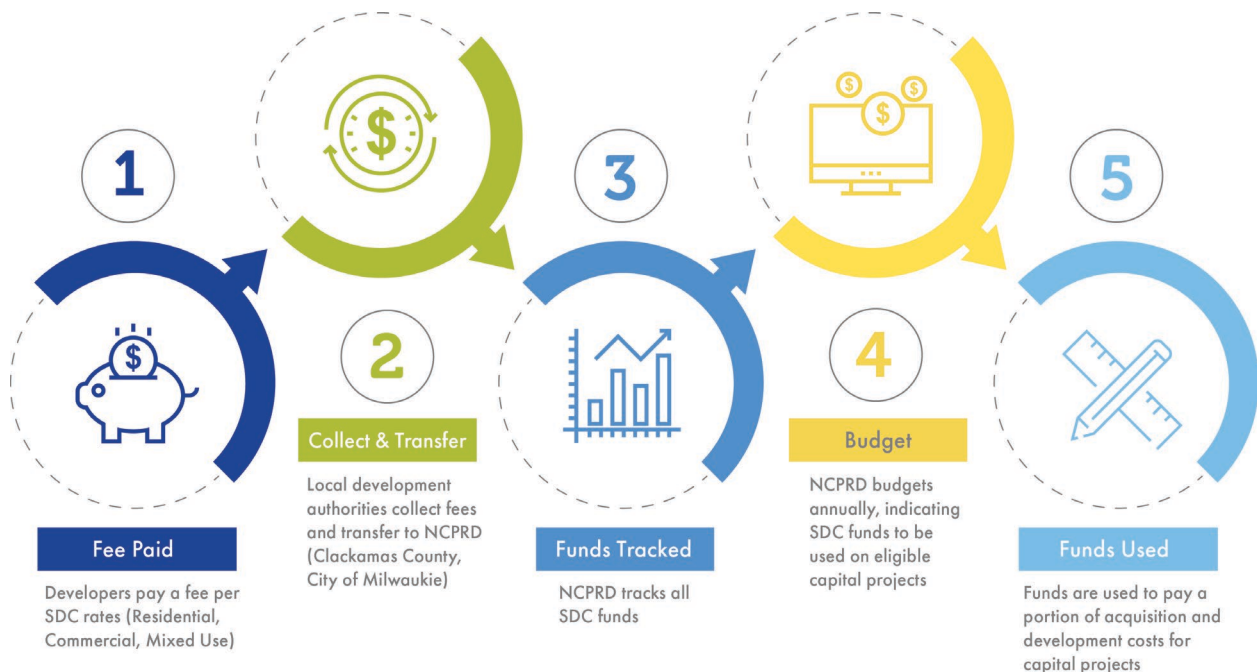 1
$
Fee Paid
Developers pay a fee per
SDC rates (Residential,
Commercial, Mixed Use)
$
2
Collect & Transfer
Local development
authorities collect fees
and transfer to NCPRD
(Clackamas County,
City of Milwaukie)
3
Funds Tracked
NCPRD tracks all
SDC funds
$ $ $
4
Budget
NCPRD budgets
annually, indicating
SDC funds to be
used on eligible
capital projects
5
Funds Used
Funds are used to pay a
portion of acquisition and
development costs for
capital projects